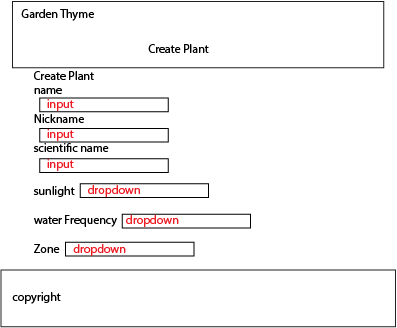 Garden Thyme
Create Plant
Create Plant
name
input
Nickname
input
scientific name
input
sunlight dropdown
water Frequency dropdown
Zone dropdown
copyright